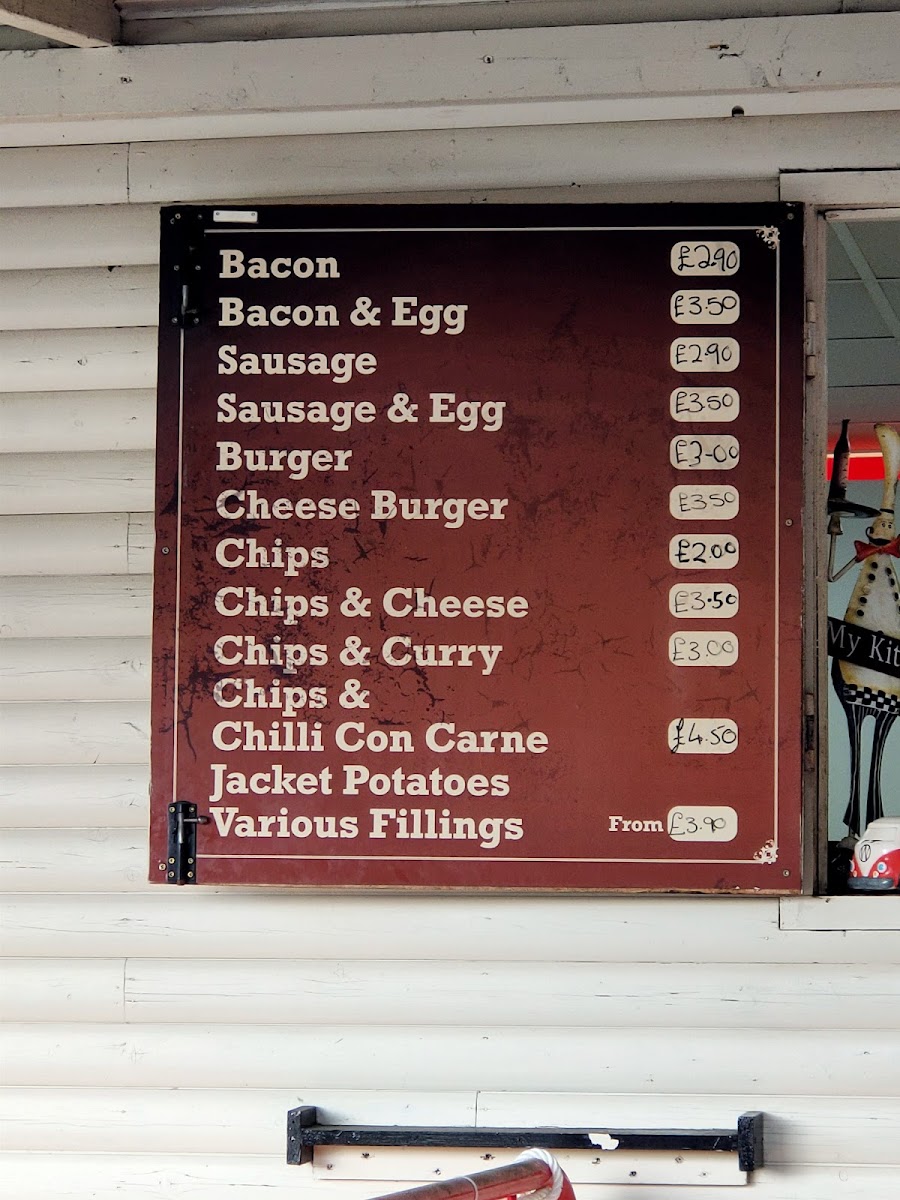 Bacon £2.90
Bacon & Egg £3.50
Sausage £2.90
Sausage & Egg £3.50
Burger £3-00
Cheese Burger £3.50
Chips £2.00
Chips & Cheese £3.50
Chips & Curry £3.00
Chips &
Chilli Con Carne £4.50
Jacket Potatoes
Various Fillings From £3.90
My Kit